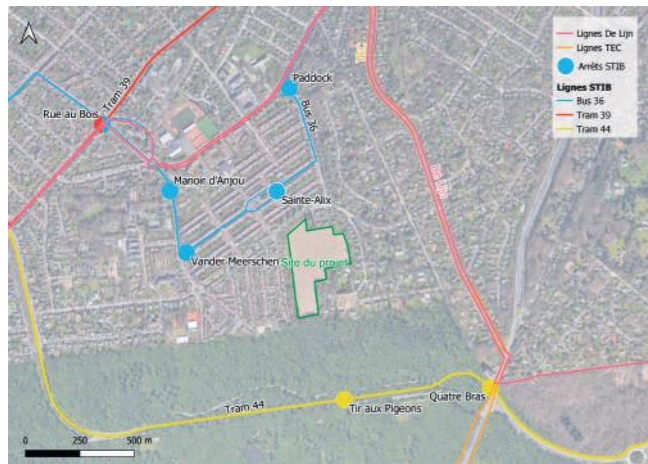 Lignes De Lijn
Lignes TEC
Arrêts STIB
Lignes STIB
Bus 36
Tram 39
Tram 44
Tram 39
Rue au Bois
Paddock
Bus 36
Manoir d'Anjou
Sainte-Alix
Vander Meerschen
Site du projet
De Lijn
Tram 44
Tir aux Pigeons
Quatre Bras
0 250 500 m